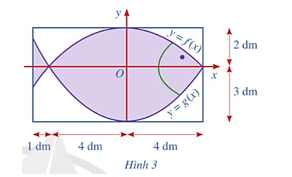 y
y = f(x)
2 dm
O
x
y = g(x)
3 dm
1 dm 4 dm 4 dm
Hình 3